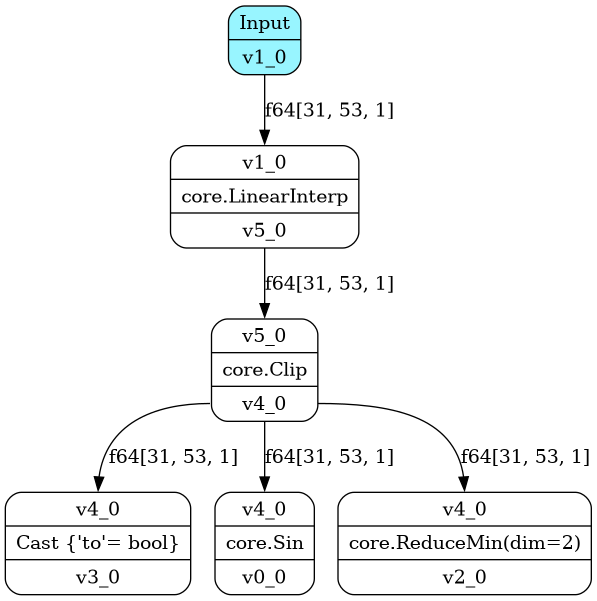 Input
v1_0
f64[31, 53, 1]
v1_0
core.LinearInterp
v5_0
f64[31, 53, 1]
v5_0
core.Clip
v4_0
f64[31, 53, 1]
f64[31, 53, 1]
f64[31, 53, 1]
v4_0
Cast {'to'= bool}
v3_0
v4_0
core.Sin
v0_0
v4_0
core.ReduceMin(dim=2)
v2_0